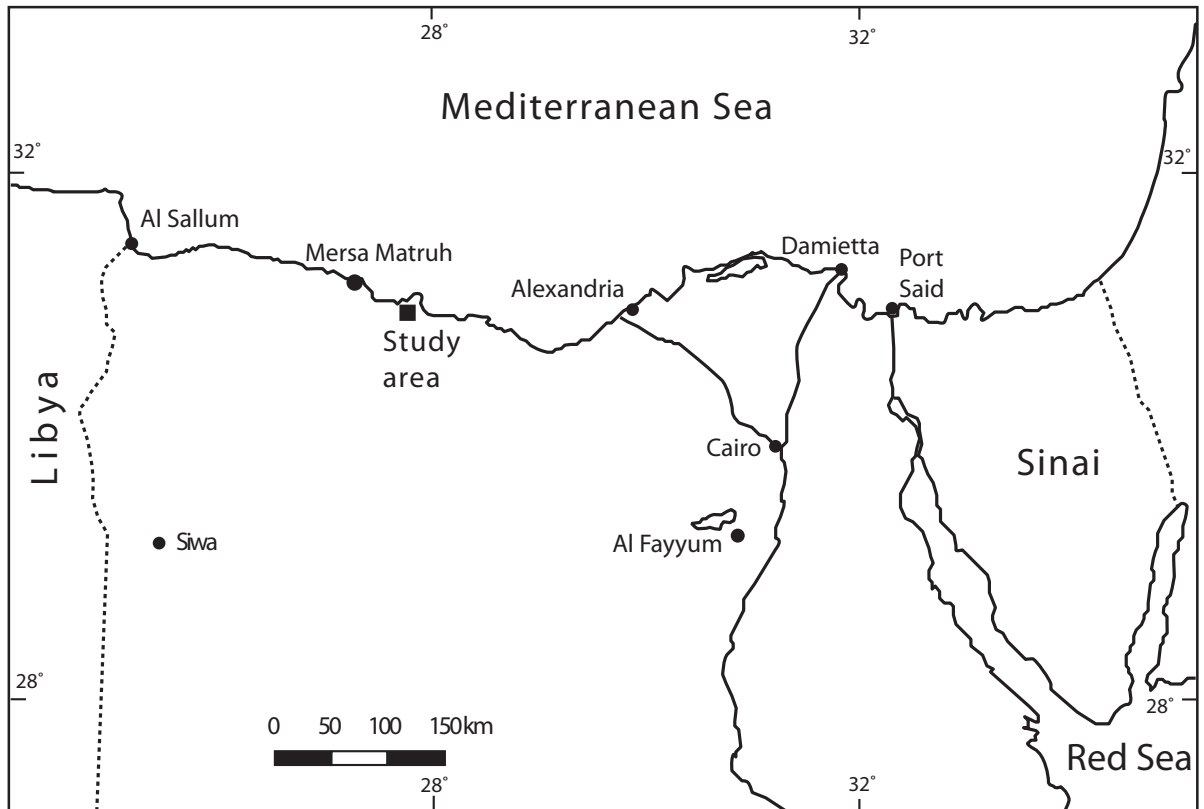 28°
32°
Mediterranean Sea
32°
32°
Al Sallum
Mersa Matruh
Damietta
Port
Said
Alexandria
Study
area
Libya
Cairo
Sinai
Siwa
Al Fayyum
28°
28°
0 50 100 150km
Red Sea
28°
32°